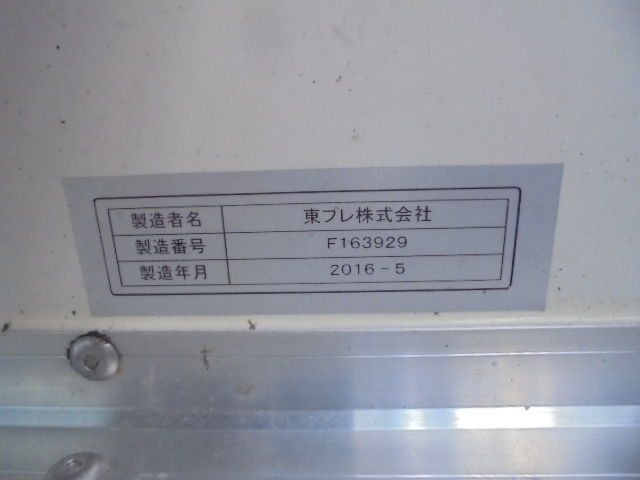 製造者名 東プレ株式会社
製造番号 F163929
製造年月 2016-5